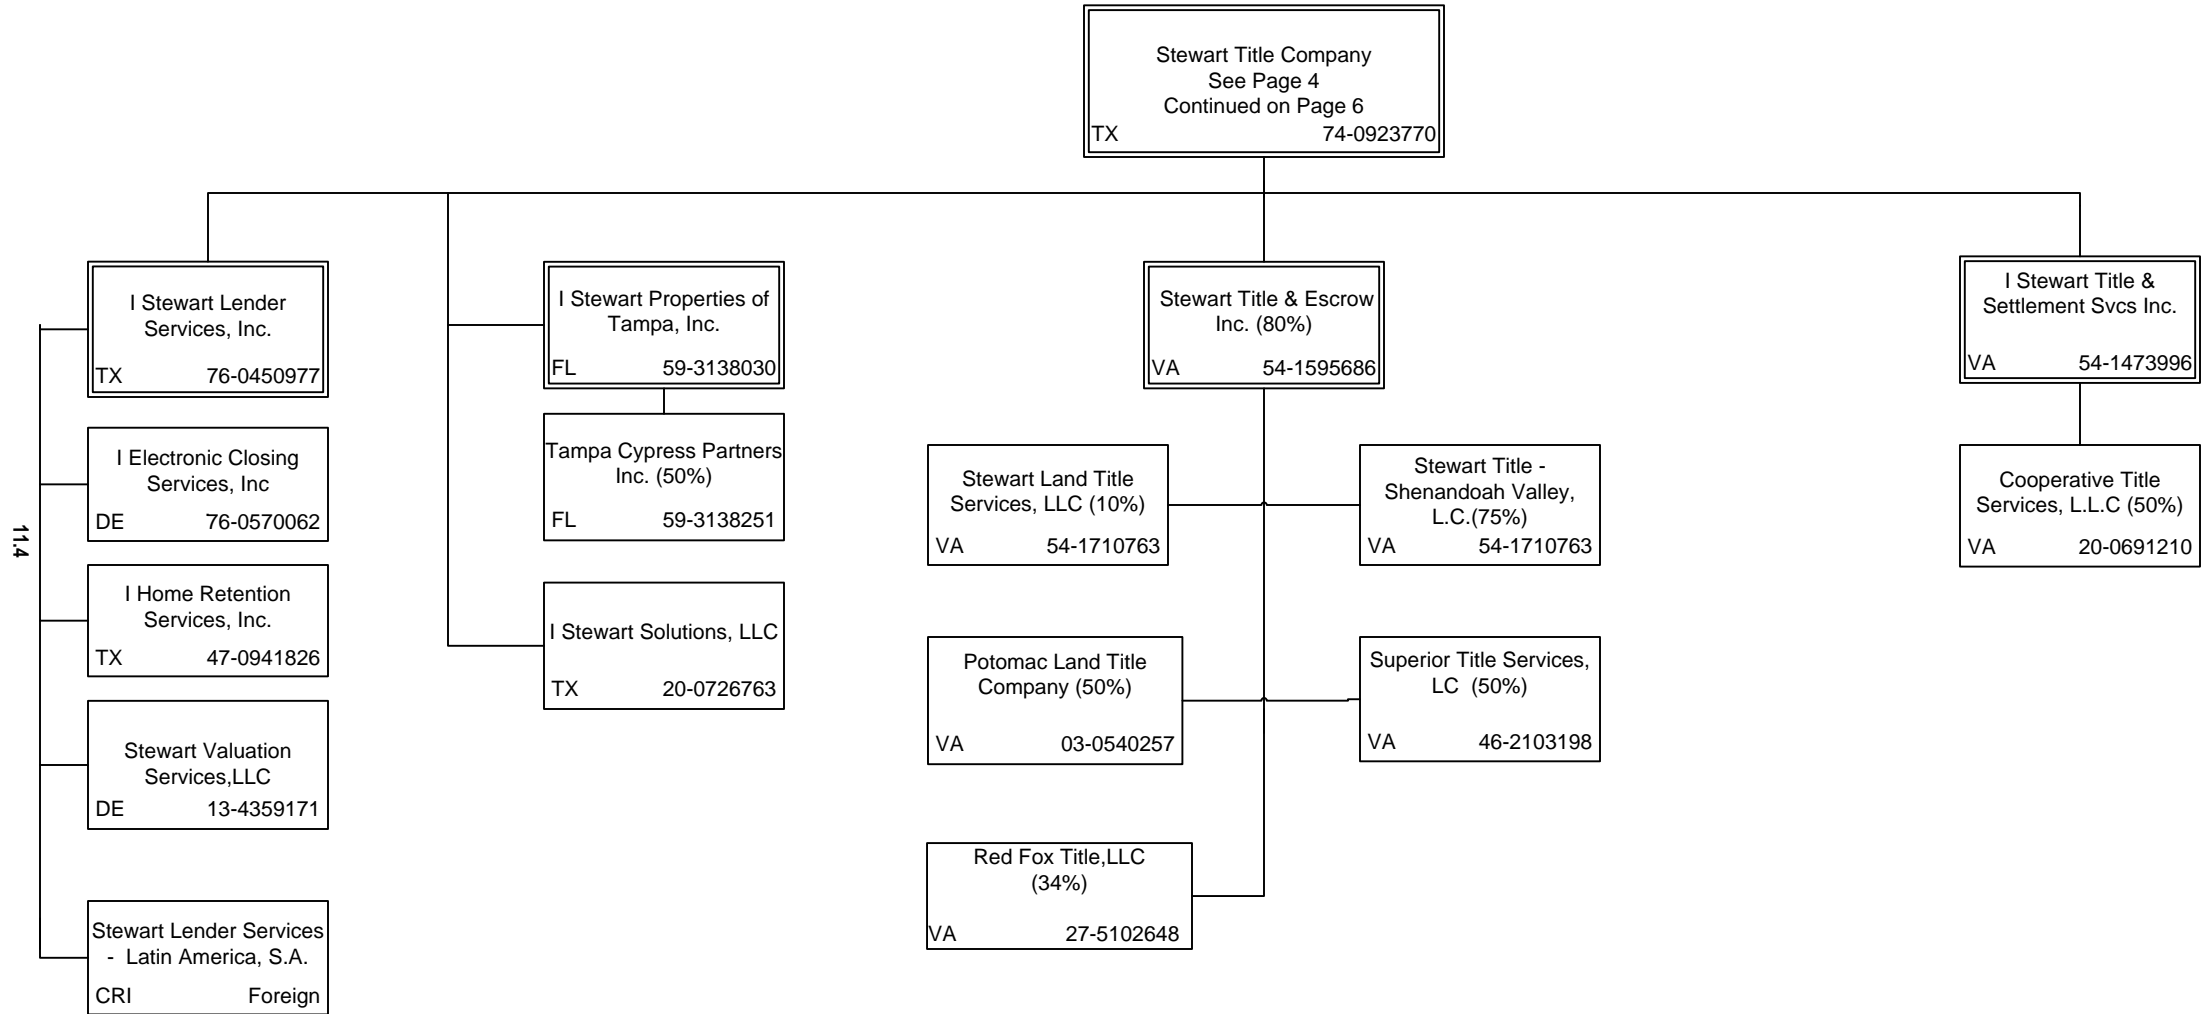 Stewart Title Company
See Page 4
Continued on Page 6
TX 74-0923770
I Stewart Lender
Services, Inc.
TX 76-0450977
I Electronic Closing
Services, Inc
DE 76-0570062
I Home Retention
Services, Inc.
TX 47-0941826
Stewart Valuation
Services,LLC
DE 13-4359171
Stewart Lender Services
- Latin America, S.A.
CRI Foreign
I Stewart Properties of
Tampa, Inc.
FL 59-3138030
Tampa Cypress Partners
Inc. (50%)
FL 59-3138251
I Stewart Solutions, LLC
TX 20-0726763
Stewart Title & Escrow
Inc. (80%)
VA 54-1595686
Stewart Land Title
Services, LLC (10%)
VA 54-1710763
Stewart Title -
Shenandoah Valley,
L.C.(75%)
VA 54-1710763
Potomac Land Title
Company (50%)
VA 03-0540257
Superior Title Services,
LC (50%)
VA 46-2103198
Red Fox Title,LLC
(34%)
VA 27-5102648
I Stewart Title &
Settlement Svcs Inc.
VA 54-1473996
Cooperative Title
Services, L.L.C (50%)
VA 20-0691210
11.4